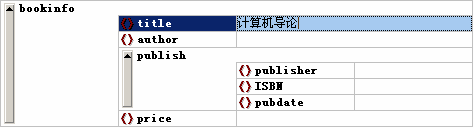 bookinfo
title 计算机导论
author
publish
publisher
ISBN
pubdate
price